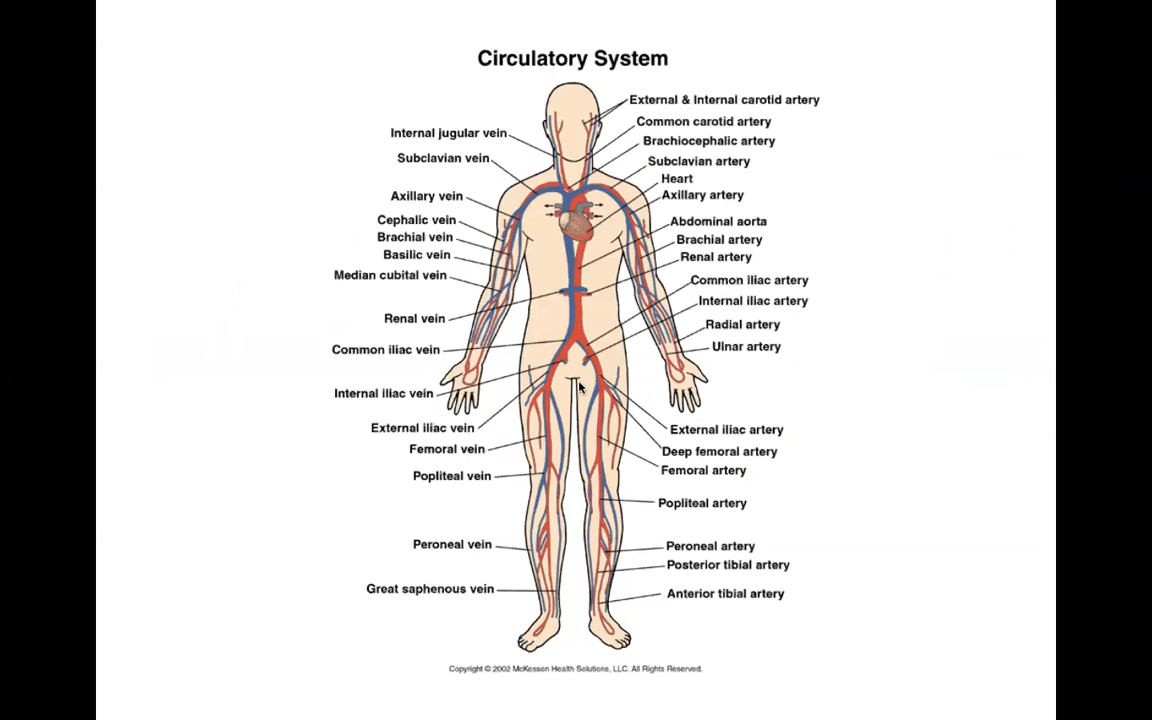 Circulatory System
External & Internal carotid artery
Common carotid artery
Internal jugular vein
Brachiocephalic artery
Subclavian vein
Subclavian artery
Heart
Axillary vein
Axillary artery
Cephalic vein
Abdominal aorta
Brachial vein
Brachial artery
Basilic vein
Renal artery
Median cubital vein
Common iliac artery
Internal iliac artery
Renal vein
Radial artery
Ulnar artery
Common iliac vein
Internal iliac vein
External iliac vein
External iliac artery
Femoral vein
Deep femoral artery
Femoral artery
Popliteal vein
Popliteal artery
Peroneal vein
Peroneal artery
Posterior tibial artery
Great saphenous vein
Anterior tibial artery
Copyright © 2002 McKesson Health Solutions, LLC. All Rights Reserved.